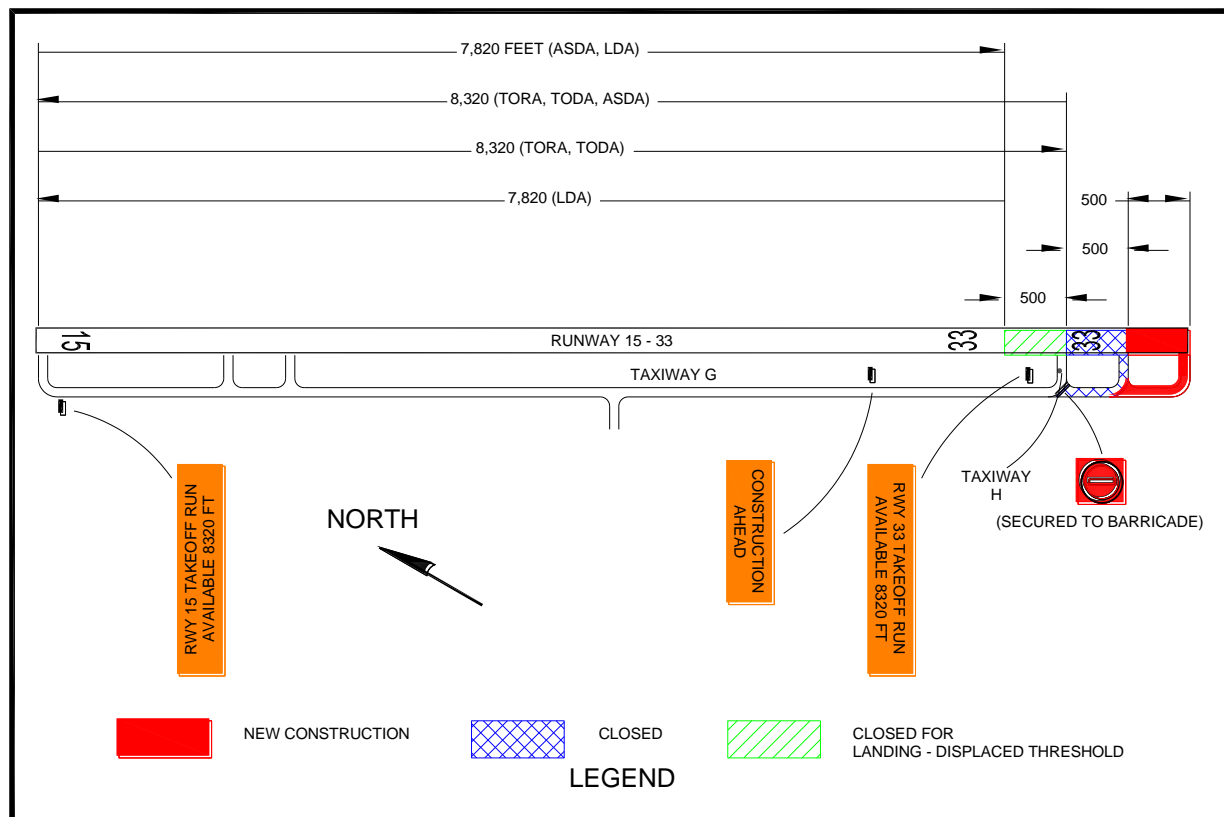 7,820 FEET (ASDA, LDA)
8,320 (TORA, TODA, ASDA)
8,320 (TORA, TODA)
7,820 (LDA)
500
500
500
15
RUNWAY 15 - 33
33
33
TAXIWAY G
RWY 15 TAKEOFF RUN
AVAILABLE 8320 FT
CONSTRUCTION
AHEAD
RWY 33 TAKEOFF RUN
AVAILABLE 8320 FT
TAXIWAY
H
(SECURED TO BARRICADE)
NORTH
NEW CONSTRUCTION
CLOSED
CLOSED FOR
LANDING - DISPLACED THRESHOLD
LEGEND